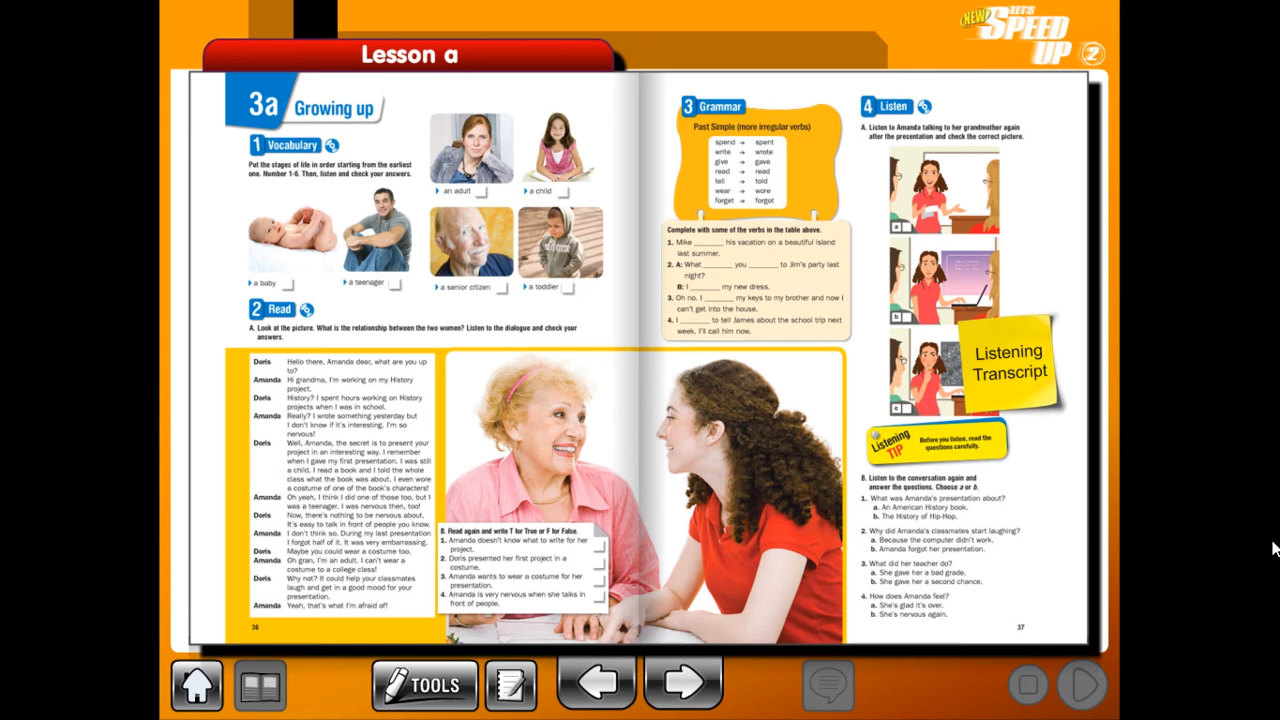 NEW LET'S
SPEED
UP 2
Lesson a
3a Growing up
1 Vocabulary
Put the stages of life in order starting from the earliest
one. Number 1-6. Then, listen and check your answers.
an adult
a child
a baby
a teenager
a senior citizen
a toddler
2 Read
A. Look at the picture. What is the relationship between the two women? Listen to the dialogue and check your
answers.
Doris Hello there, Amanda dear, what are you up
to?
Amanda Hi grandma, I'm working on my History
project.
Doris History? I spent hours working on History
projects when I was in school.
Amanda Really? I wrote something yesterday but
I don't know if it's interesting. I'm so
nervous!
Doris Well, Amanda, the secret is to present your
project in an interesting way. I remember
when I gave my first presentation. I was still
a child. I read a book and I told the whole
class what the book was about. I even wore
a costume of one of the book's characters!
Amanda Oh yeah, I think I did one of those too, but I
was a teenager. I was nervous then, too!
Doris Now, there's nothing to be nervous about.
It's easy to talk in front of people you know.
Amanda I don't think so. During my last presentation
I forgot half of it. It was very embarrassing.
Doris Maybe you could wear a costume too.
Amanda Oh gran, I'm an adult. I can't wear a
costume to a college class!
Doris Why not? It could help your classmates
laugh and get in a good mood for your
presentation.
Amanda Yeah, that's what I'm afraid of!
B. Read again and write T for True or F for False.
1. Amanda doesn't know what to write for her
project.
2. Doris presented her first project in a
costume.
3. Amanda wants to wear a costume for her
presentation.
4. Amanda is very nervous when she talks in
front of people.
36
3 Grammar
Past Simple (more irregular verbs)
spend → spent
write → wrote
give → gave
read → read
tell → told
wear → wore
forget → forgot
Complete with some of the verbs in the table above.
1. Mike _______ his vacation on a beautiful island
last summer.
2. A: What _______ you _______ to Jim's party last
night?
B: I _______ my new dress.
3. Oh no. I _______ my keys to my brother and now I
can't get into the house.
4. I _______ to tell James about the school trip next
week. I'll call him now.
4 Listen
A. Listen to Amanda talking to her grandmother again
after the presentation and check the correct picture.
a
b
c
Listening
Transcript
Listening
TIP
Before you listen, read the
questions carefully.
B. Listen to the conversation again and
answer the questions. Choose a or b.
1. What was Amanda's presentation about?
a. An American History book.
b. The History of Hip-Hop.
2. Why did Amanda's classmates start laughing?
a. Because the computer didn't work.
b. Amanda forgot her presentation.
3. What did her teacher do?
a. She gave her a bad grade.
b. She gave her a second chance.
4. How does Amanda feel?
a. She's glad it's over.
b. She's nervous again.
37
TOOLS